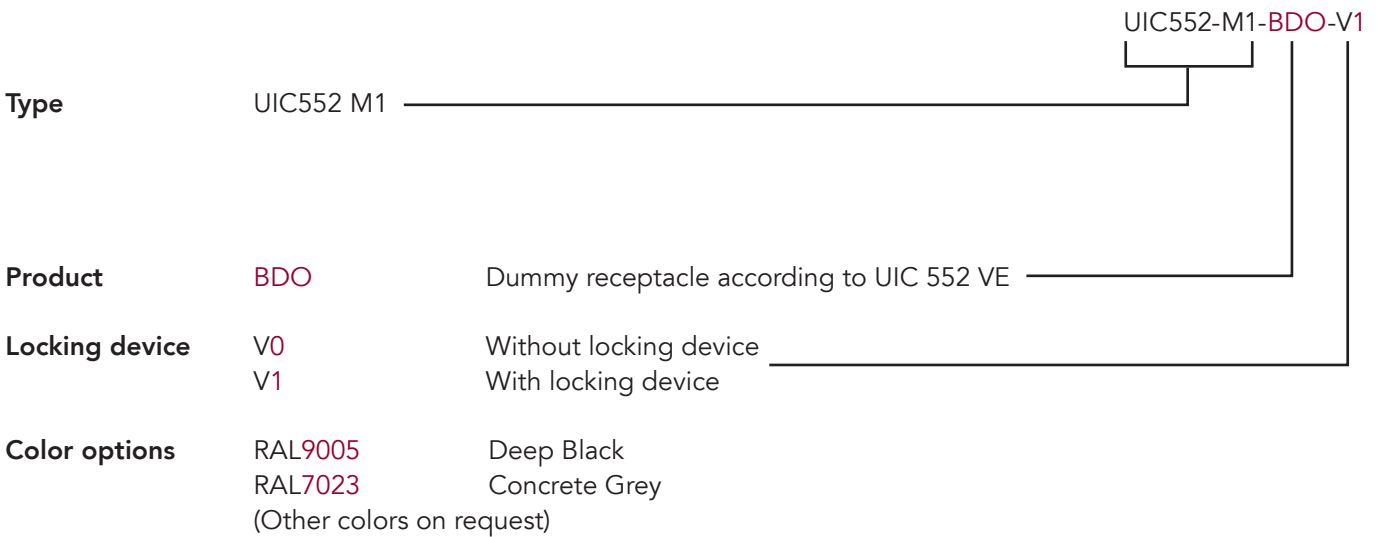 UIC552-M1-BDO-V1
Type UIC552 M1
Product BDO Dummy receptacle according to UIC 552 VE
Locking device V0 Without locking device
V1 With locking device
Color options RAL9005 Deep Black
RAL7023 Concrete Grey
(Other colors on request)